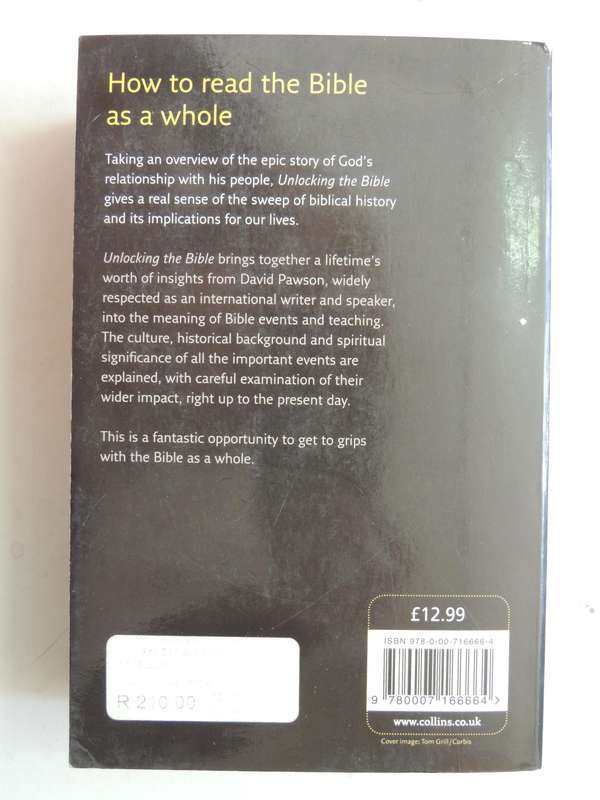 How to read the Bible
as a whole
Taking an overview of the epic story of God's
relationship with his people, Unlocking the Bible
gives a real sense of the sweep of biblical history
and its implications for our lives.
Unlocking the Bible brings together a lifetime's
worth of insights from David Pawson, widely
respected as an international writer and speaker,
into the meaning of Bible events and teaching.
The culture, historical background and spiritual
significance of all the important events are
explained, with careful examination of their
wider impact, right up to the present day.
This is a fantastic opportunity to get to grips
with the Bible as a whole.
£12.99
ISBN 978-0-00-716666-4
9 780007 166664 >
www.collins.co.uk
Cover image: Tom Grill/Corbis
R 210.00